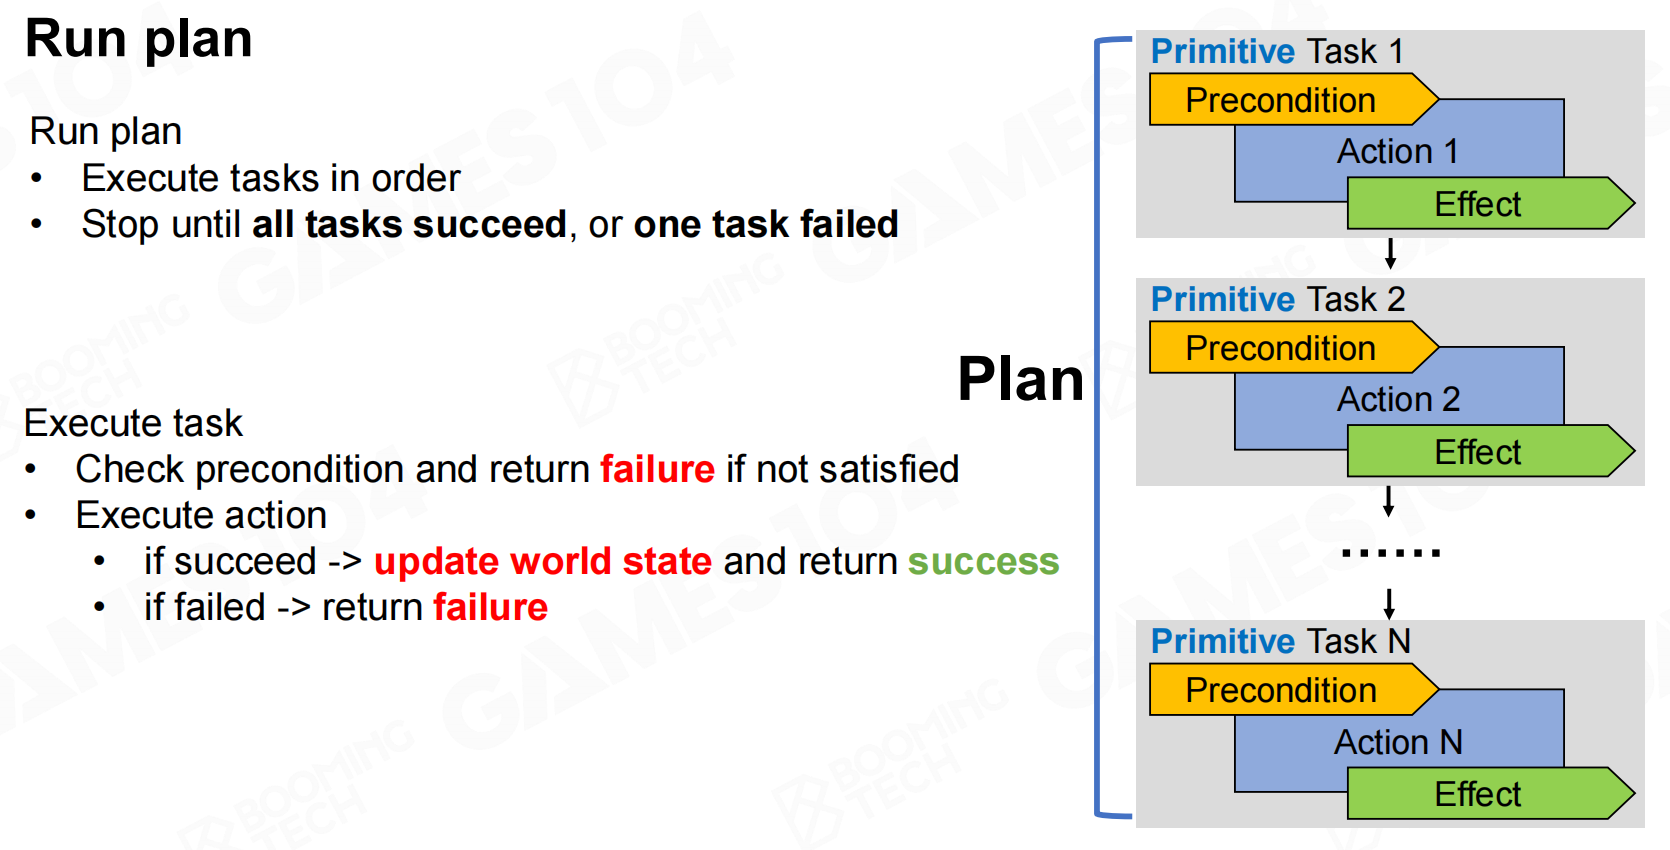 Run plan
Run plan
• Execute tasks in order
• Stop until all tasks succeed, or one task failed
Execute task
• Check precondition and return failure if not satisfied
• Execute action
• if succeed -> update world state and return success
• if failed -> return failure
Plan
Primitive Task 1
Precondition
Action 1
Effect
Primitive Task 2
Precondition
Action 2
Effect
......
Primitive Task N
Precondition
Action N
Effect
GAMES104
BOOMING TECH